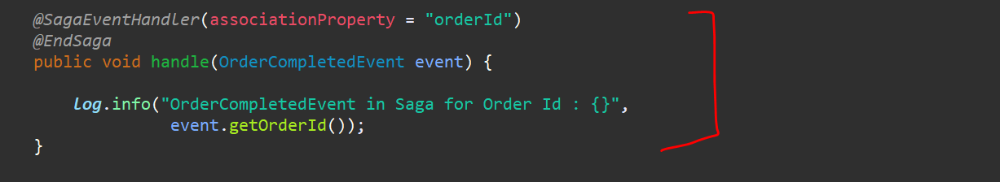 @SagaEventHandler(associationProperty = "orderId")
@EndSaga
public void handle(OrderCompletedEvent event) {
log.info("OrderCompletedEvent in Saga for Order Id : {}",
event.getOrderId());
}